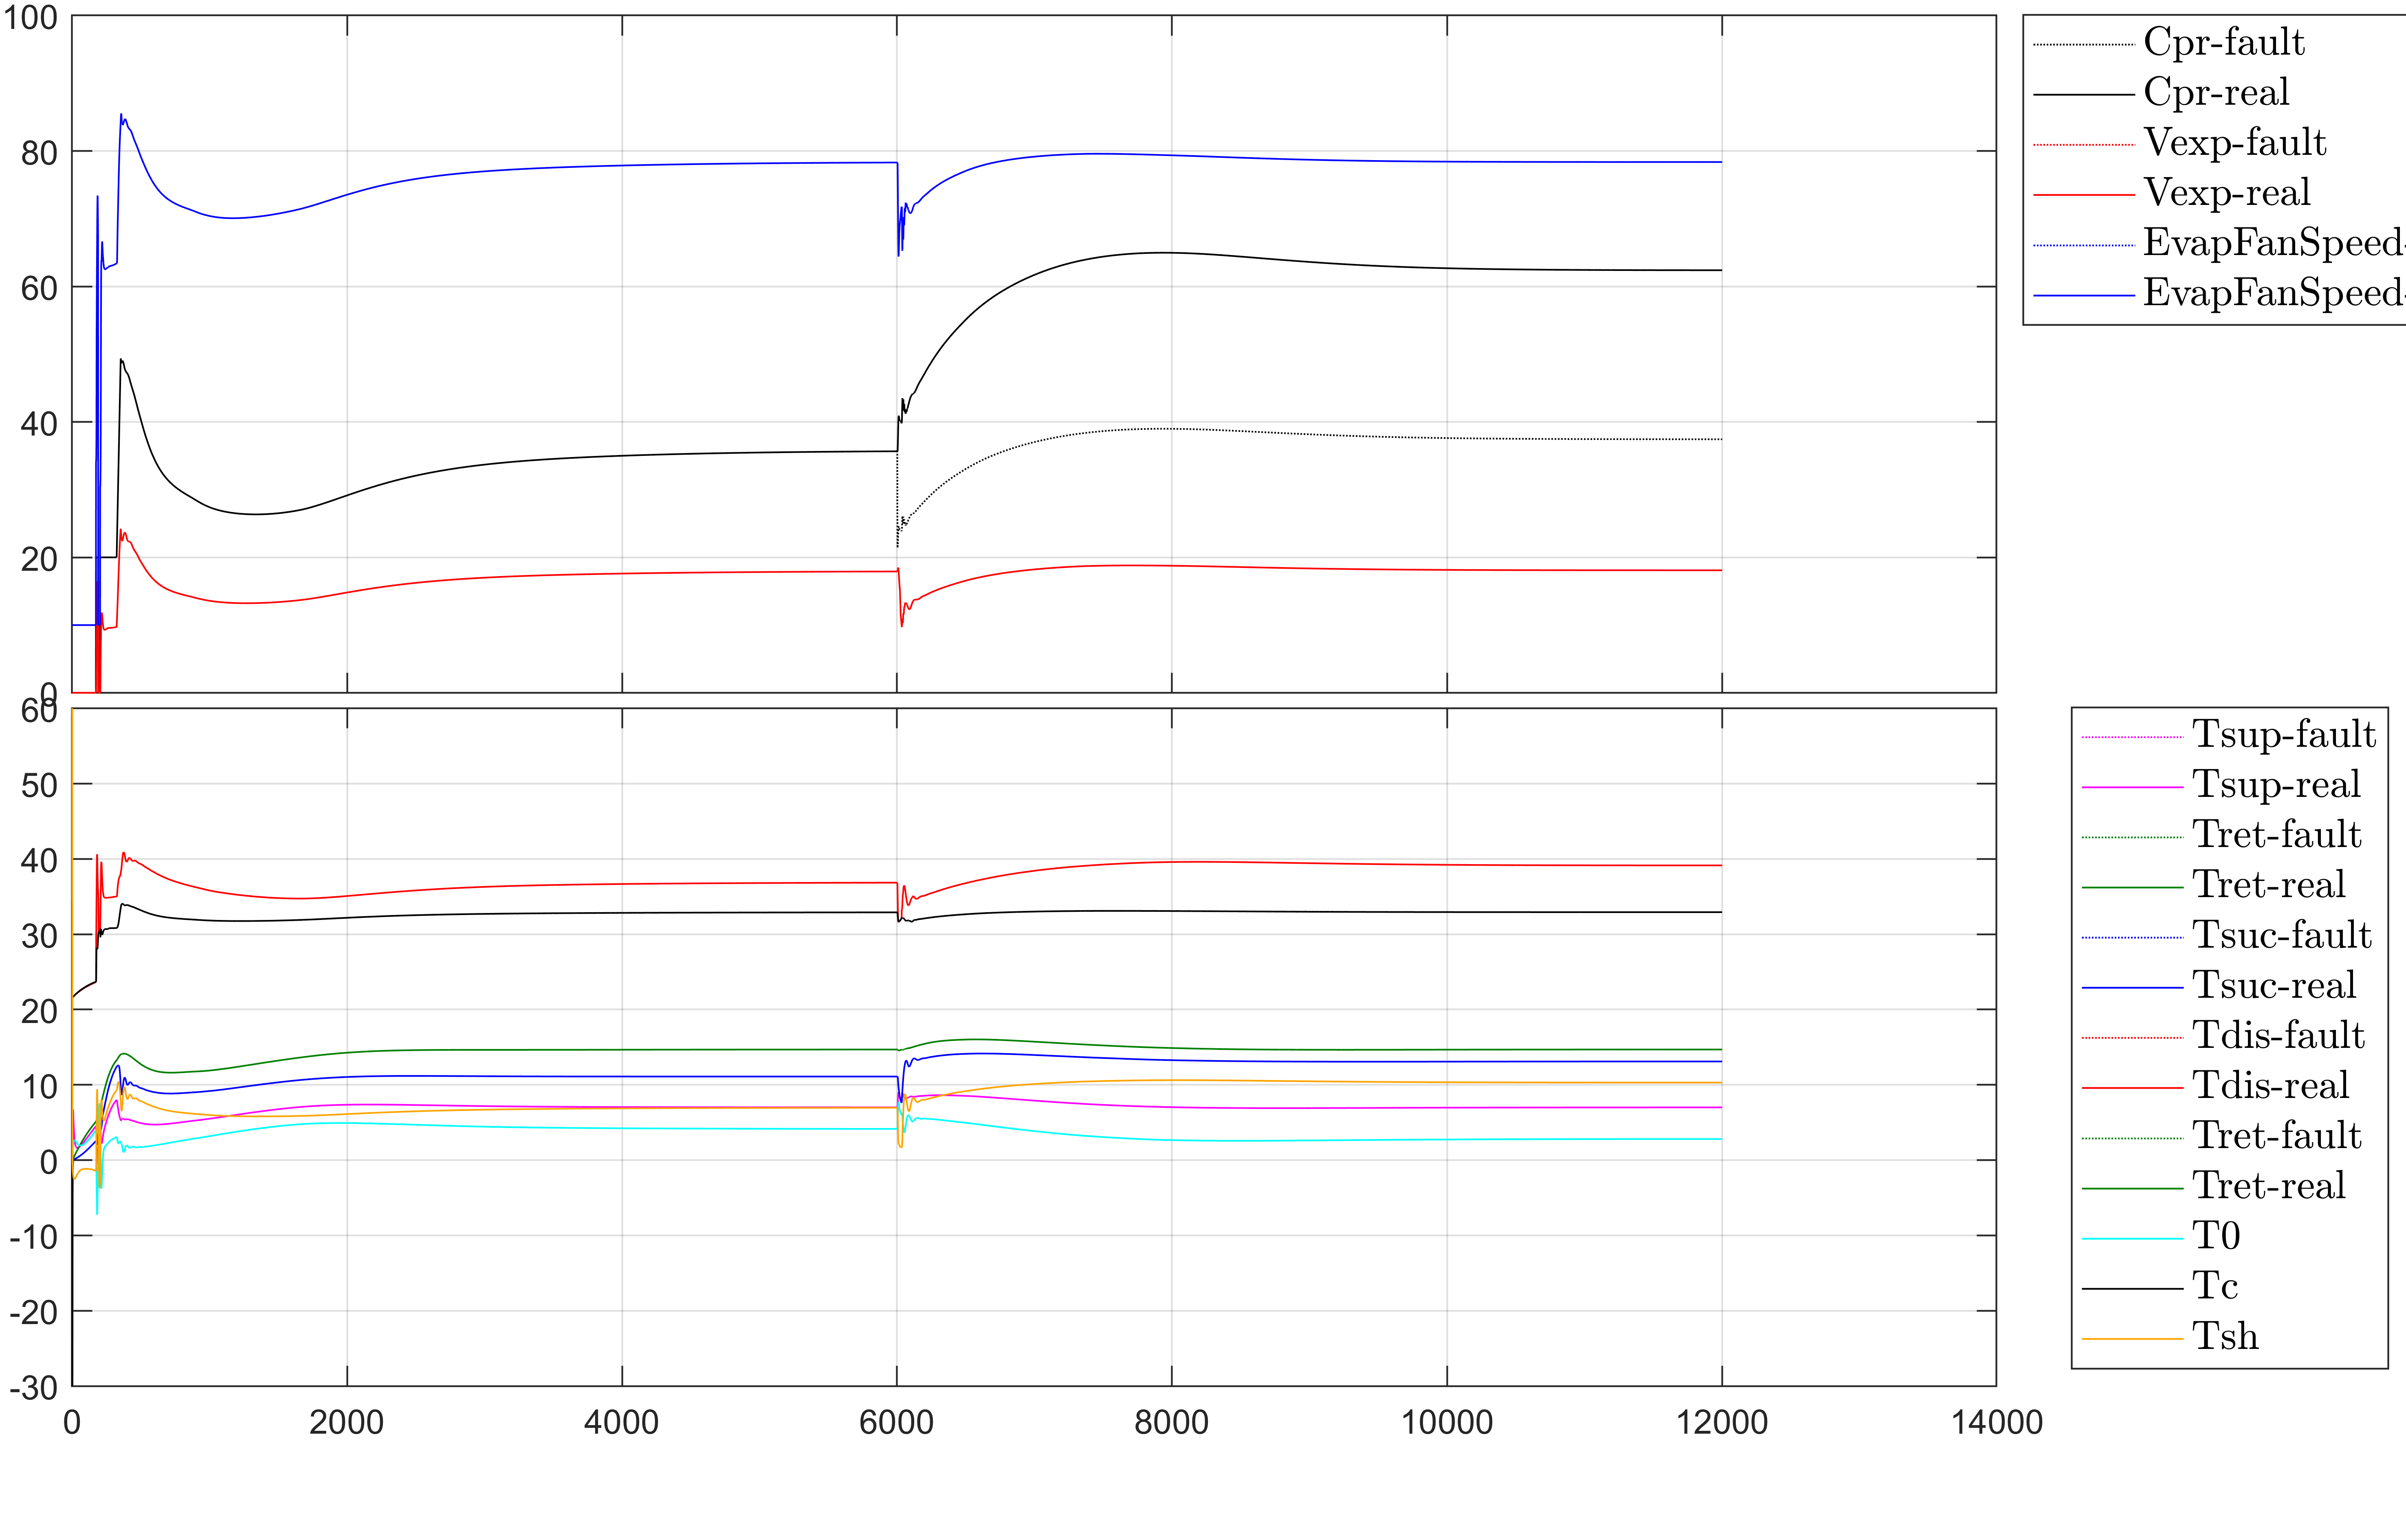 100
80
60
40
20
0
Cpr-fault
Cpr-real
Vexp-fault
Vexp-real
EvapFanSpeed-
EvapFanSpeed-
60
50
40
30
20
10
0
-10
-20
-30
0 2000 4000 6000 8000 10000 12000 14000
Tsup-fault
Tsup-real
Tret-fault
Tret-real
Tsuc-fault
Tsuc-real
Tdis-fault
Tdis-real
Tret-fault
Tret-real
T0
Tc
Tsh